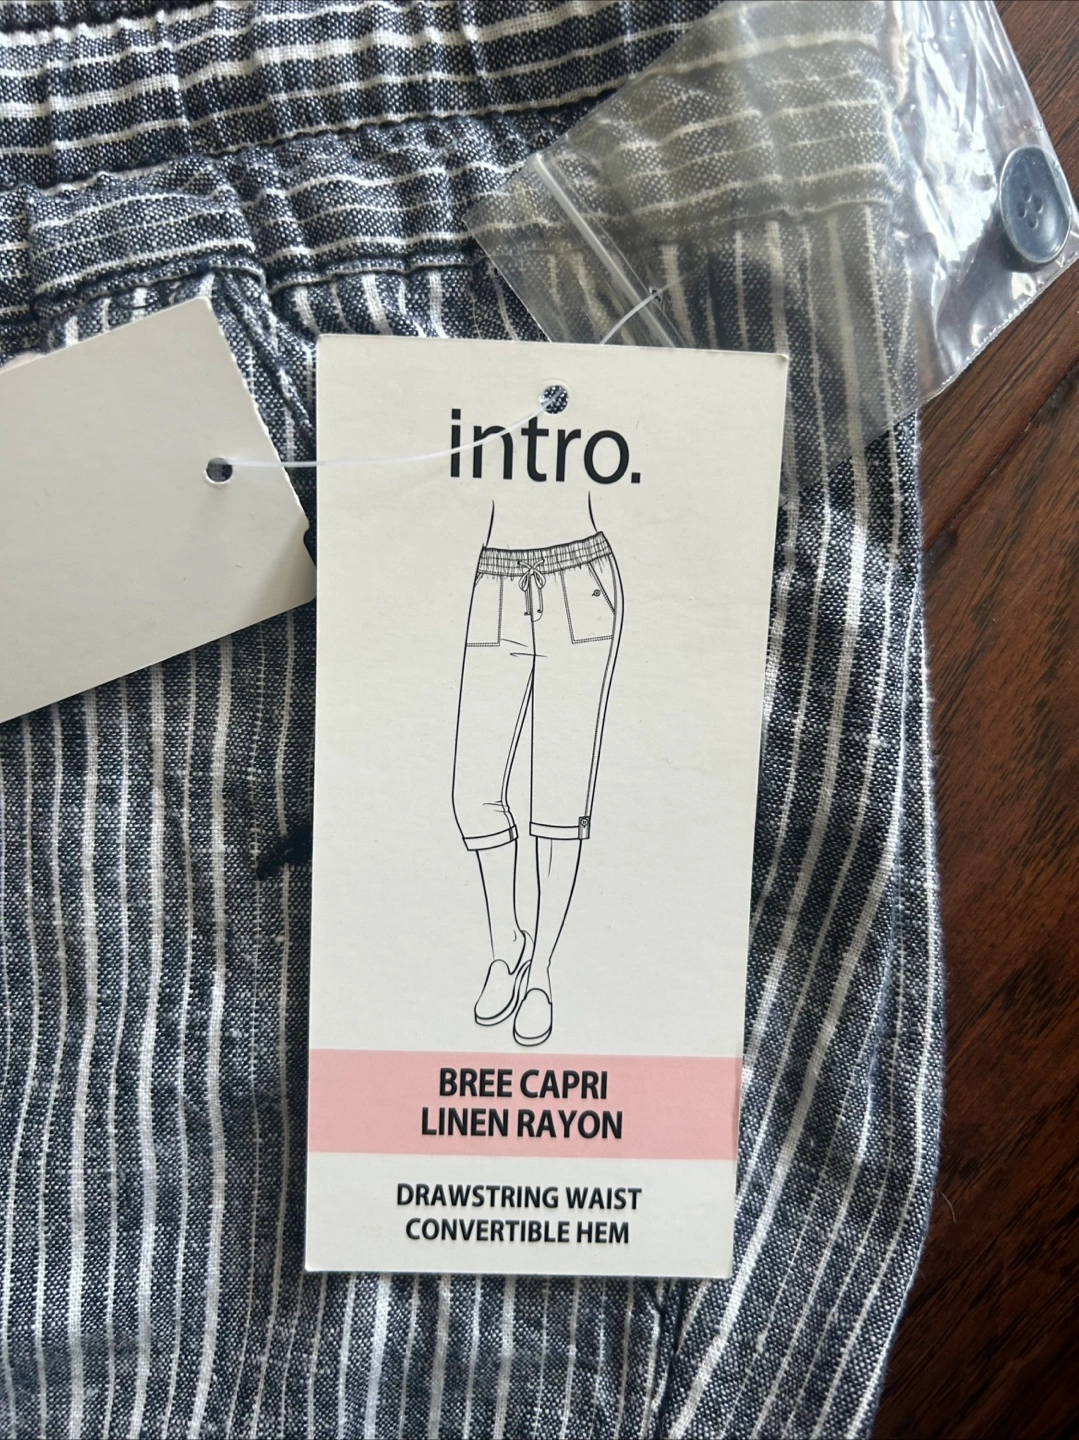 intro.
BREE CAPRI
LINEN RAYON
DRAWSTRING WAIST
CONVERTIBLE HEM